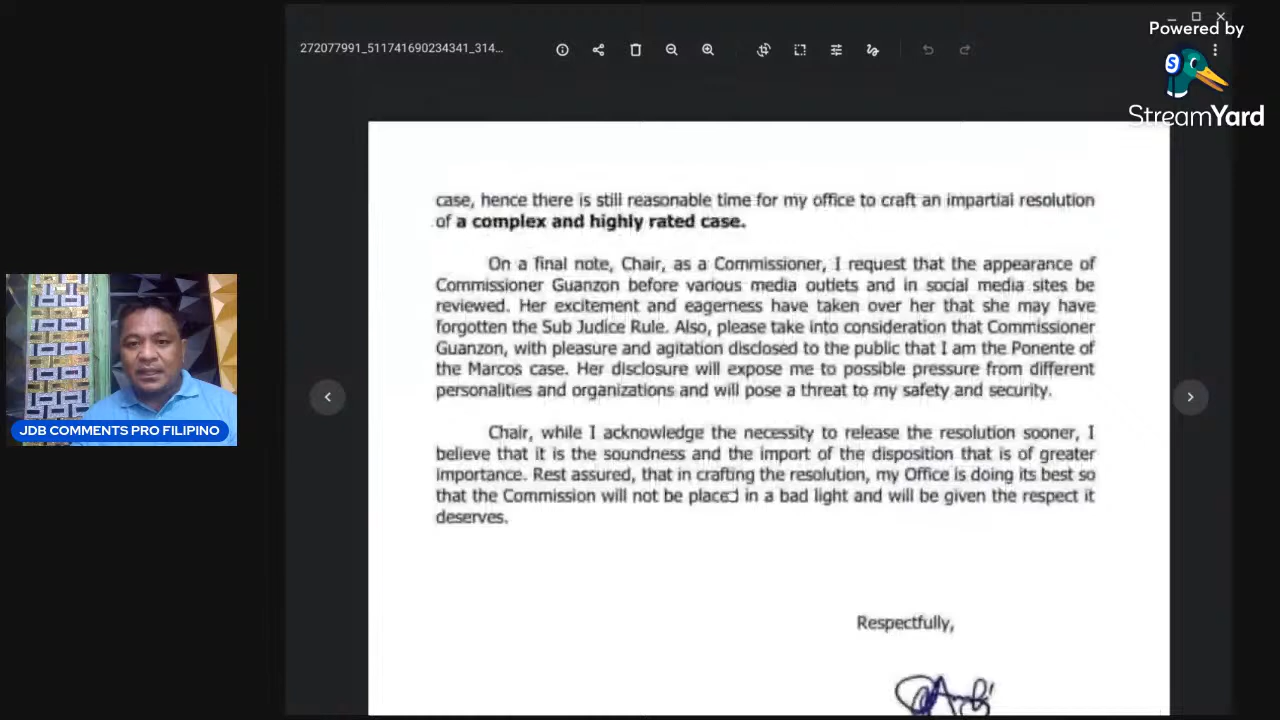 272077991_511741690234341_314...
Powered by
StreamYard
case, hence there is still reasonable time for my office to craft an impartial resolution
of a complex and highly rated case.
On a final note, Chair, as a Commissioner, I request that the appearance of
Commissioner Guanzon before various media outlets and in social media sites be
reviewed. Her excitement and eagerness have taken over her that she may have
forgotten the Sub Judice Rule. Also, please take into consideration that Commissioner
Guanzon, with pleasure and agitation disclosed to the public that I am the Ponente of
the Marcos case. Her disclosure will expose me to possible pressure from different
personalities and organizations and will pose a threat to my safety and security.
Chair, while I acknowledge the necessity to release the resolution sooner, I
believe that it is the soundness and the import of the disposition that is of greater
importance. Rest assured, that in crafting the resolution, my Office is doing its best so
that the Commission will not be placed in a bad light and will be given the respect it
deserves.
Respectfully,
JDB COMMENTS PRO FILIPINO